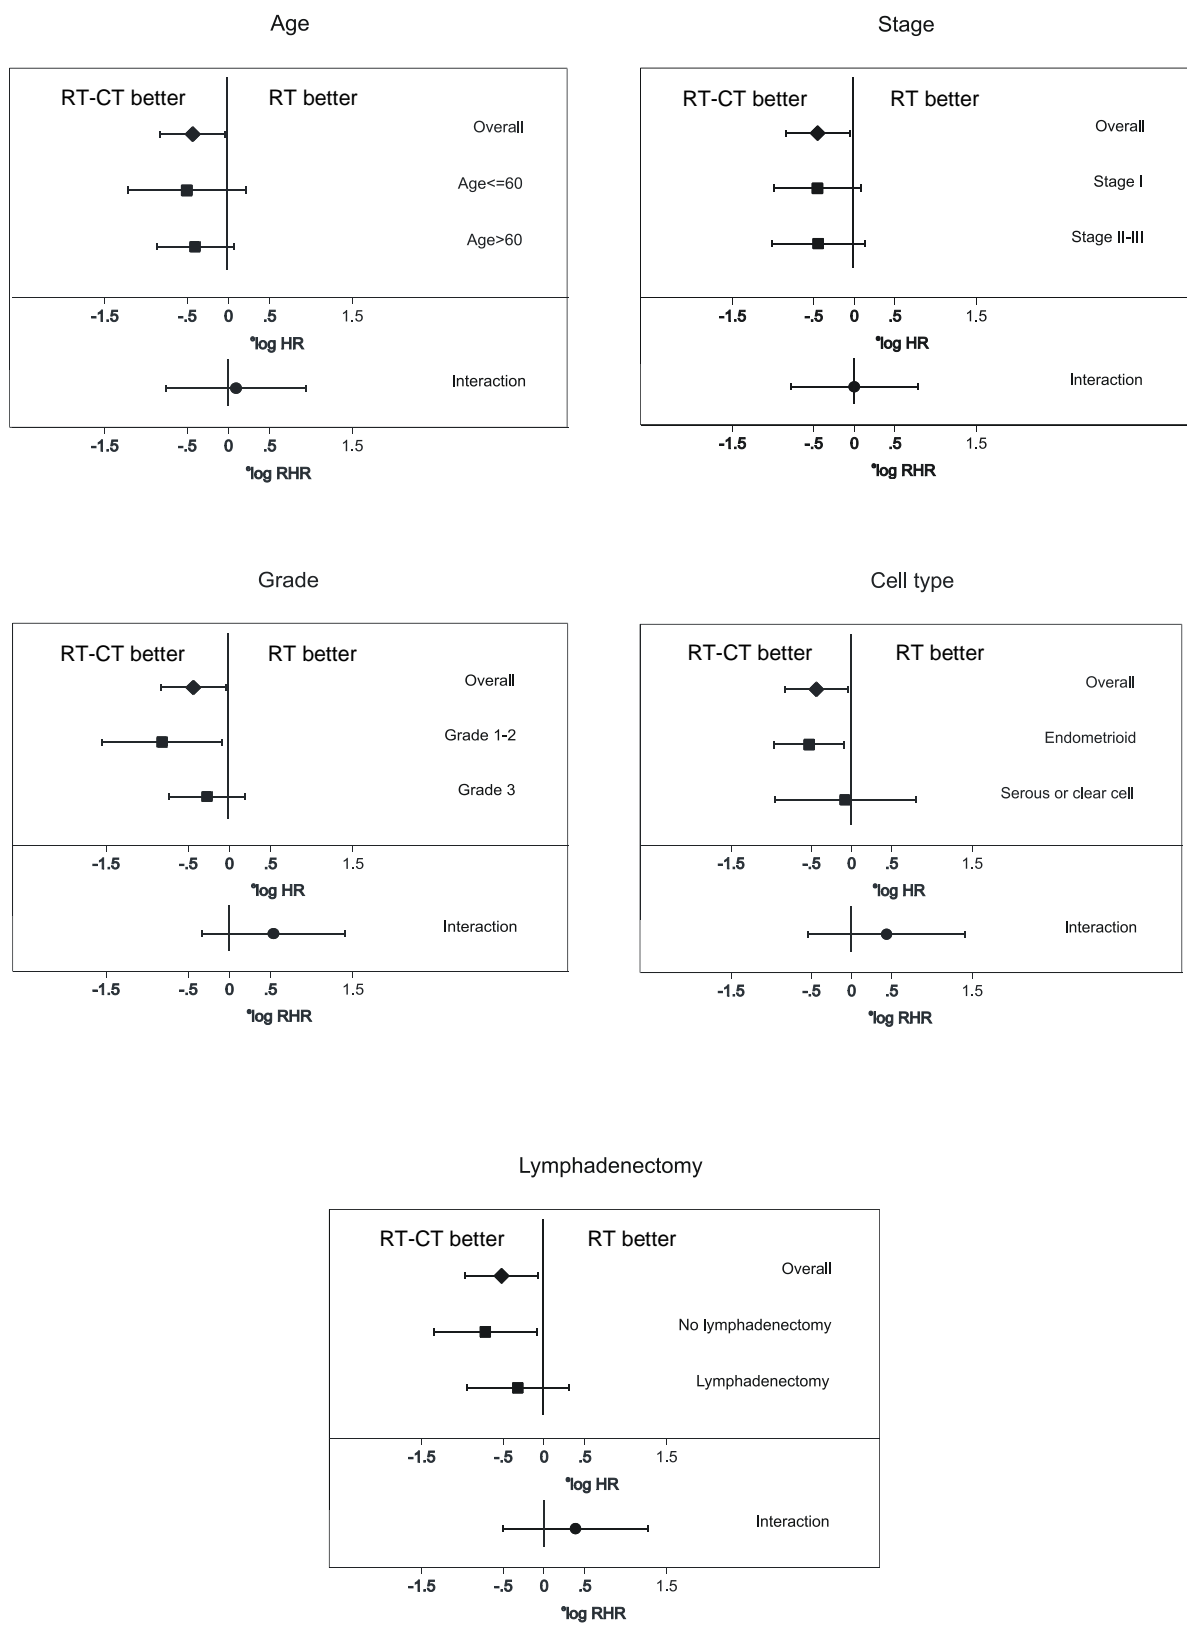 Age
RT-CT better RT better
Overall
Age<=60
Age>60
-1.5 -.5 0 .5 1.5
*log HR
Interaction
-1.5 -.5 0 .5 1.5
*log RHR
Stage
RT-CT better RT better
Overall
Stage I
Stage II-III
-1.5 -.5 0 .5 1.5
*log HR
Interaction
-1.5 -.5 0 .5 1.5
*log RHR
Grade
RT-CT better RT better
Overall
Grade 1-2
Grade 3
-1.5 -.5 0 .5 1.5
*log HR
Interaction
-1.5 -.5 0 .5 1.5
*log RHR
Cell type
RT-CT better RT better
Overall
Endometrioid
Serous or clear cell
-1.5 -.5 0 .5 1.5
*log HR
Interaction
-1.5 -.5 0 .5 1.5
*log RHR
Lymphadenectomy
RT-CT better RT better
Overall
No lymphadenectomy
Lymphadenectomy
-1.5 -.5 0 .5 1.5
*log HR
Interaction
-1.5 -.5 0 .5 1.5
*log RHR